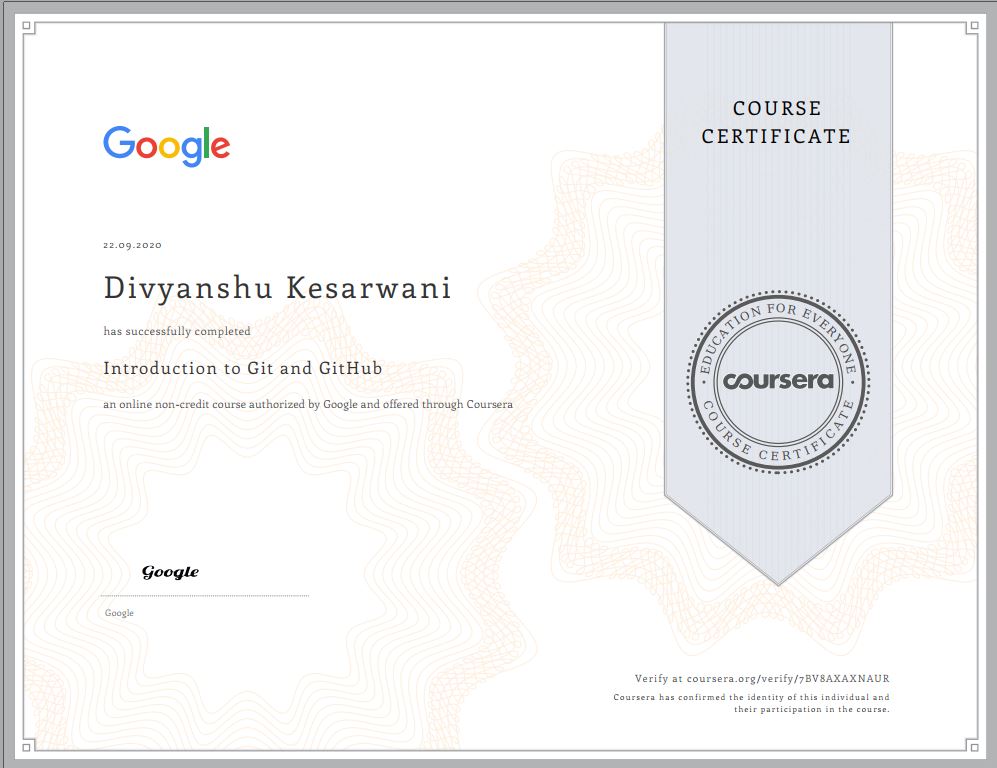 COURSE
CERTIFICATE
Google
22.09.2020
Divyanshu Kesarwani
has successfully completed
Introduction to Git and GitHub
an online non-credit course authorized by Google and offered through Coursera
EDUCATION FOR EVERYONE
coursera
COURSE CERTIFICATE
Google
Google
Verify at coursera.org/verify/7BV8AXAXNAUR
Coursera has confirmed the identity of this individual and
their participation in the course.